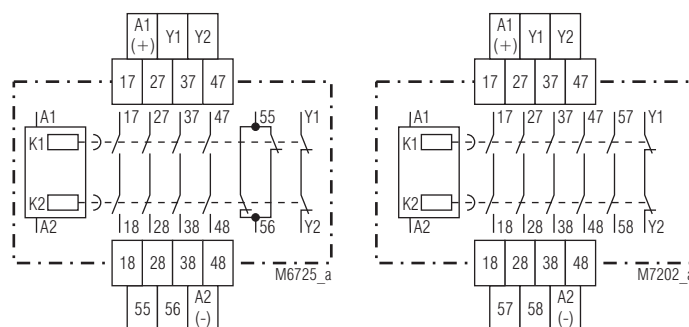 A1 (+) Y1 Y2
17 27 37 47
A1 17 27 37 47 55 Y1
K1
K2
A2 18 28 38 48 56 Y2
18 28 38 48
M6725_a
55 56 A2 (-)
A1 (+) Y1 Y2
17 27 37 47
A1 17 27 37 47 57 Y1
K1
K2
A2 18 28 38 48 58 Y2
18 28 38 48
M7202_a
57 58 A2 (-)